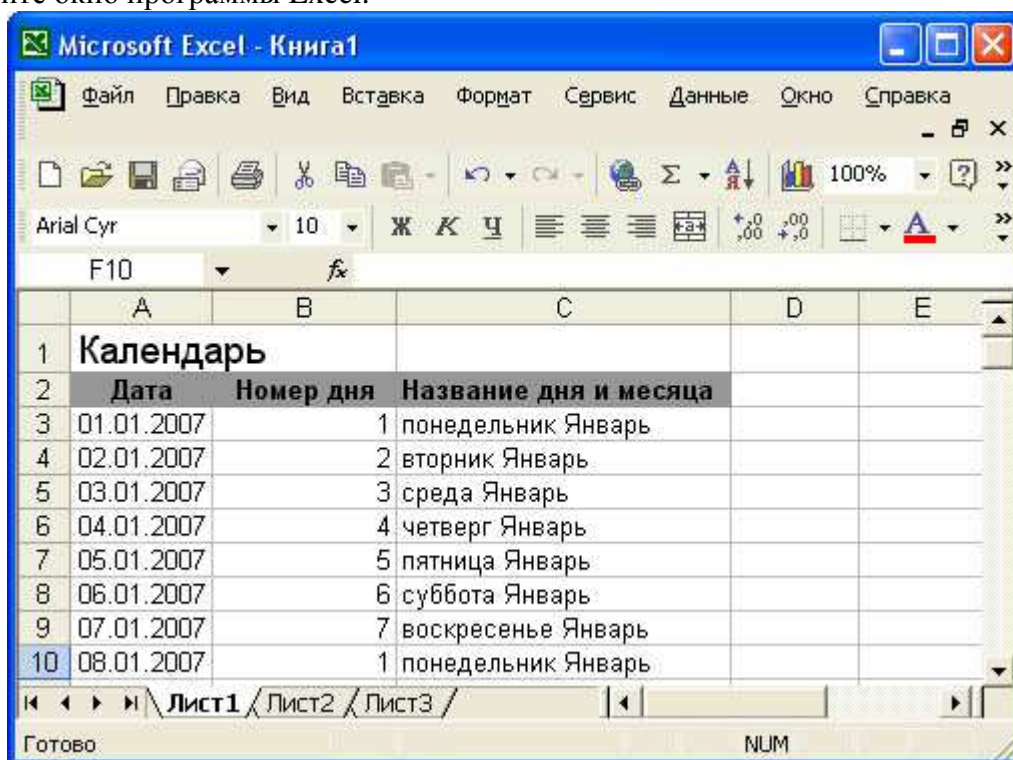 ите окно программы Excel.
Microsoft Excel - Книга1
Файл Правка Вид Вставка Формат Сервис Данные Окно Справка
100%
Arial Cyr 10 Ж К Ч
F10 fx
A B C D E
1 Календарь
2 Дата Номер дня Название дня и месяца
3 01.01.2007 1 понедельник Январь
4 02.01.2007 2 вторник Январь
5 03.01.2007 3 среда Январь
6 04.01.2007 4 четверг Январь
7 05.01.2007 5 пятница Январь
8 06.01.2007 6 суббота Январь
9 07.01.2007 7 воскресенье Январь
10 08.01.2007 1 понедельник Январь
Лист1 Лист2 Лист3
Готово NUM